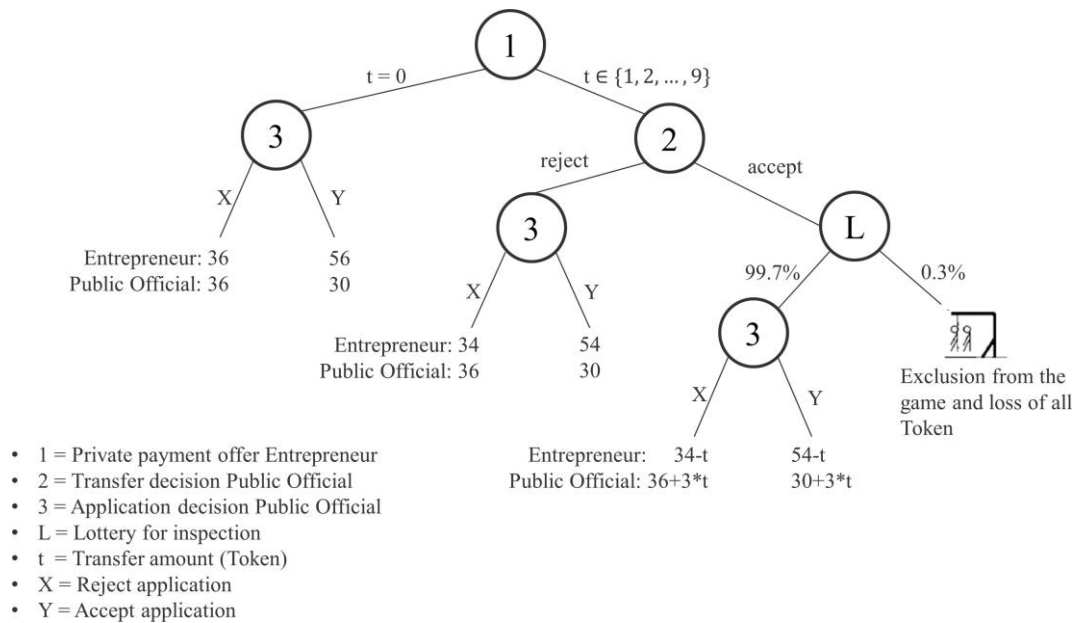 1
t = 0
t ∈ {1, 2, … , 9}
3
2
reject
accept
X
Y
3
L
Entrepreneur: 36 56
Public Official: 36 30
99.7%
0.3%
X
Y
3
Entrepreneur: 34 54
Public Official: 36 30
Exclusion from the
game and loss of all
Token
X
Y
Entrepreneur: 34-t 54-t
Public Official: 36+3*t 30+3*t
• 1 = Private payment offer Entrepreneur
• 2 = Transfer decision Public Official
• 3 = Application decision Public Official
• L = Lottery for inspection
• t = Transfer amount (Token)
• X = Reject application
• Y = Accept application